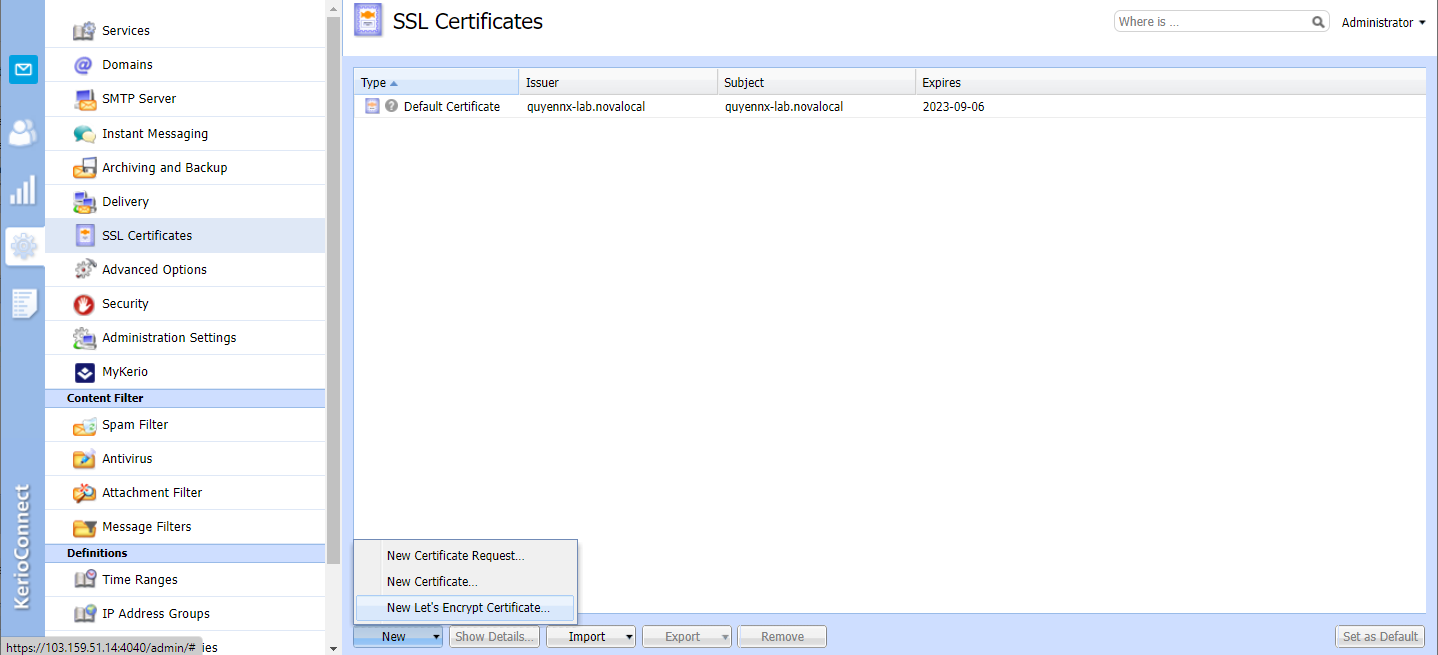 SSL Certificates
Where is ...
Administrator
Services
Domains
SMTP Server
Instant Messaging
Archiving and Backup
Delivery
SSL Certificates
Advanced Options
Security
Administration Settings
MyKerio
Content Filter
Spam Filter
Antivirus
Attachment Filter
Message Filters
Definitions
Time Ranges
IP Address Groups
ies
KerioConnect
https://103.159.51.14:4040/admin/#
Type Issuer Subject Expires
Default Certificate quyennx-lab.novalocal quyennx-lab.novalocal 2023-09-06
New Certificate Request...
New Certificate...
New Let's Encrypt Certificate...
New Show Details... Import Export Remove Set as Default